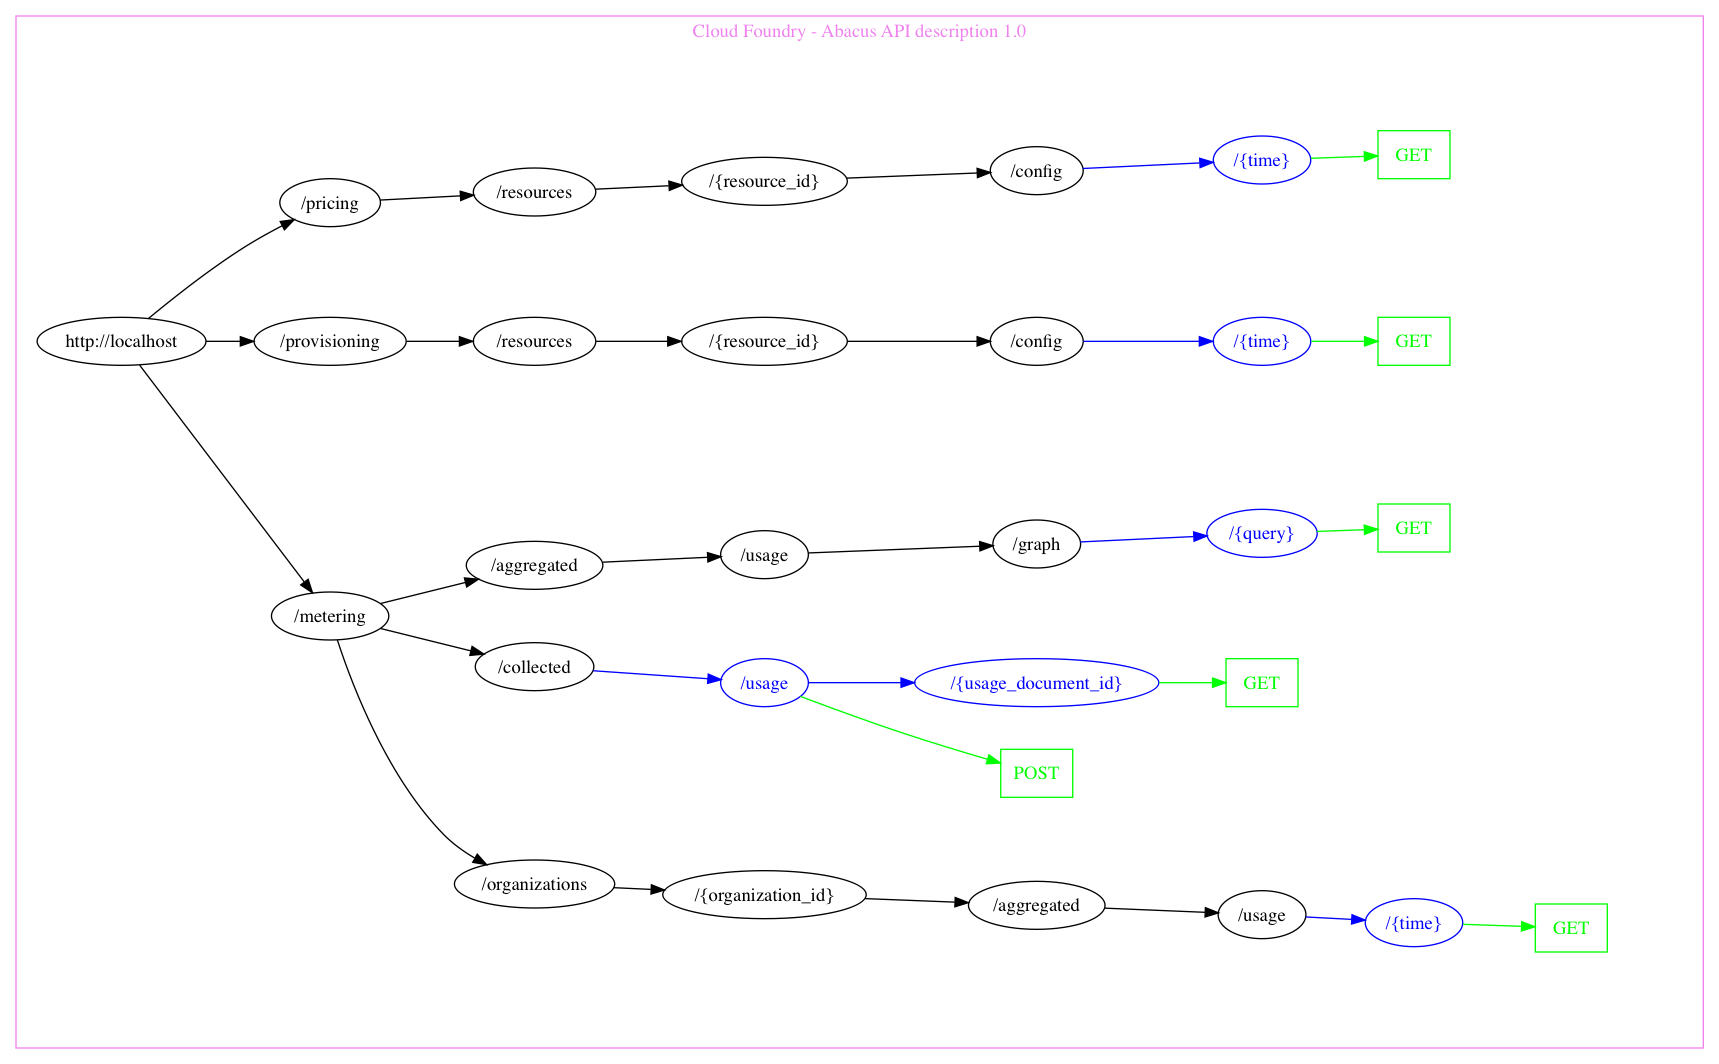 Cloud Foundry - Abacus API description 1.0
/pricing
/resources
/{resource_id}
/config
/{time}
GET
http://localhost
/provisioning
/resources
/{resource_id}
/config
/{time}
GET
/metering
/aggregated
/usage
/graph
/{query}
GET
/collected
/usage
/{usage_document_id}
GET
POST
/organizations
/{organization_id}
/aggregated
/usage
/{time}
GET